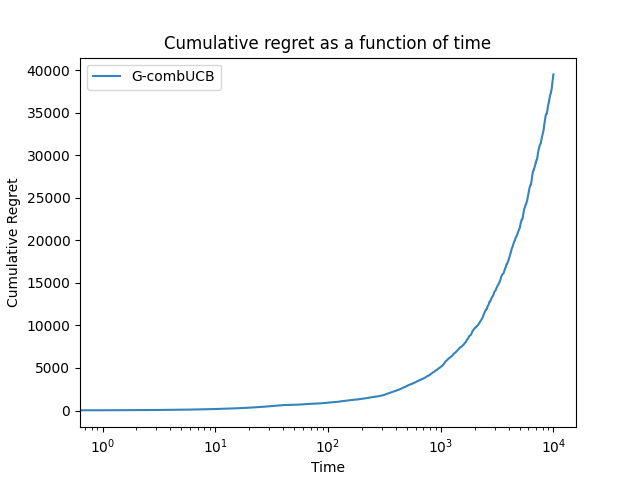 Cumulative regret as a function of time
G-combUCB
40000
35000
30000
25000
20000
15000
10000
5000
0
Cumulative Regret
10⁰ 10¹ 10² 10³ 10⁴
Time